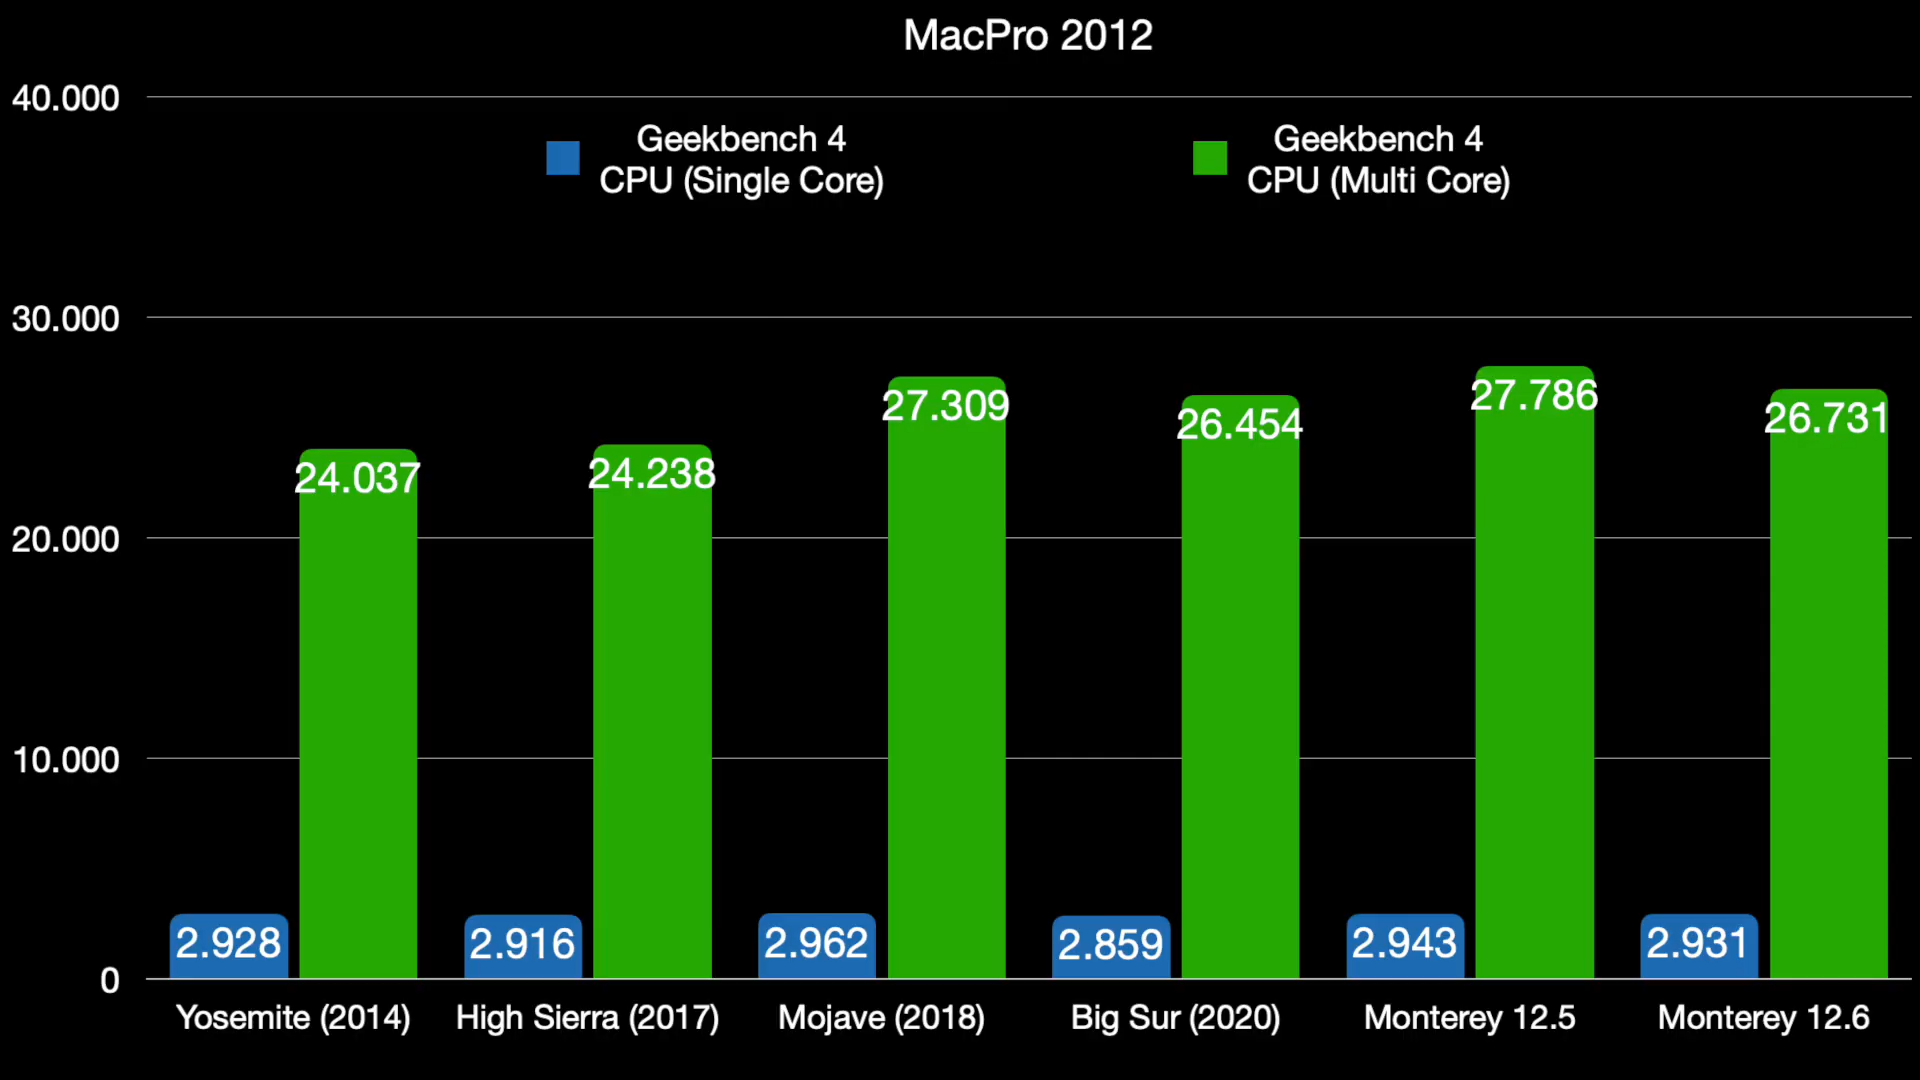 MacPro 2012
40.000
Geekbench 4
CPU (Single Core)
Geekbench 4
CPU (Multi Core)
30.000
20.000
10.000
0
24.037
24.238
27.309
26.454
27.786
26.731
2.928
2.916
2.962
2.859
2.943
2.931
Yosemite (2014)
High Sierra (2017)
Mojave (2018)
Big Sur (2020)
Monterey 12.5
Monterey 12.6